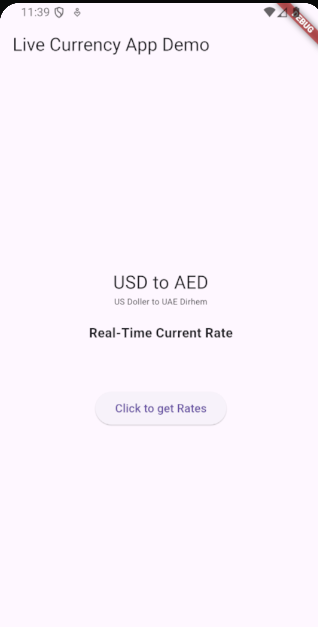 11:39
DEBUG
Live Currency App Demo
USD to AED
US Doller to UAE Dirhem
Real-Time Current Rate
Click to get Rates